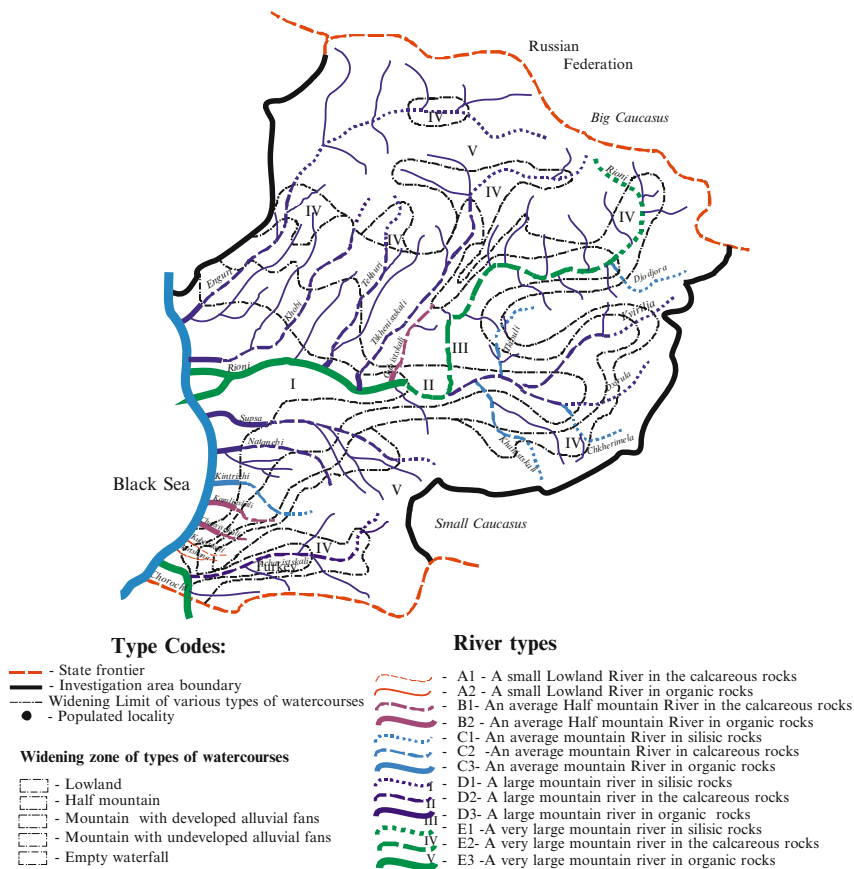 Russian
Federation
Big Caucasus
IV
V
Rioni
IV
IV
IV
IV
Enguri
Tekhuri
Djodjora
Khobi
Tskhenistskali
Kvirilia
III
Rioni
I
II
Dzirula
Supsa
Natanebi
IV
Chkherimela
Black Sea
Kintrishi
V
Small Caucasus
IV
Turkey
Acharistskali
Chorochi
Type Codes:
- State frontier
- Investigation area boundary
- Widening Limit of various types of watercourses
- Populated locality
Widening zone of types of watercourses
- Lowland
- Half mountain
- Mountain with developed alluvial fans
- Mountain with undeveloped alluvial fans
- Empty waterfall
River types
- A1 - A small Lowland River in the calcareous rocks
- A2 - A small Lowland River in organic rocks
- B1- An average Half mountain River in the calcareous rocks
- B2 - An average Half mountain River in organic rocks
- C1- An average mountain River in silisic rocks
- C2 -An average mountain River in calcareous rocks
- C3- An average mountain River in organic rocks
I - D1- A large mountain river in silisic rocks
II - D2- A large mountain river in the calcareous rocks
III - D3- A large mountain river in organic rocks
- E1 -A very large mountain river in silisic rocks
IV - E2- A very large mountain river in the calcareous rocks
V - E3 -A very large mountain river in organic rocks